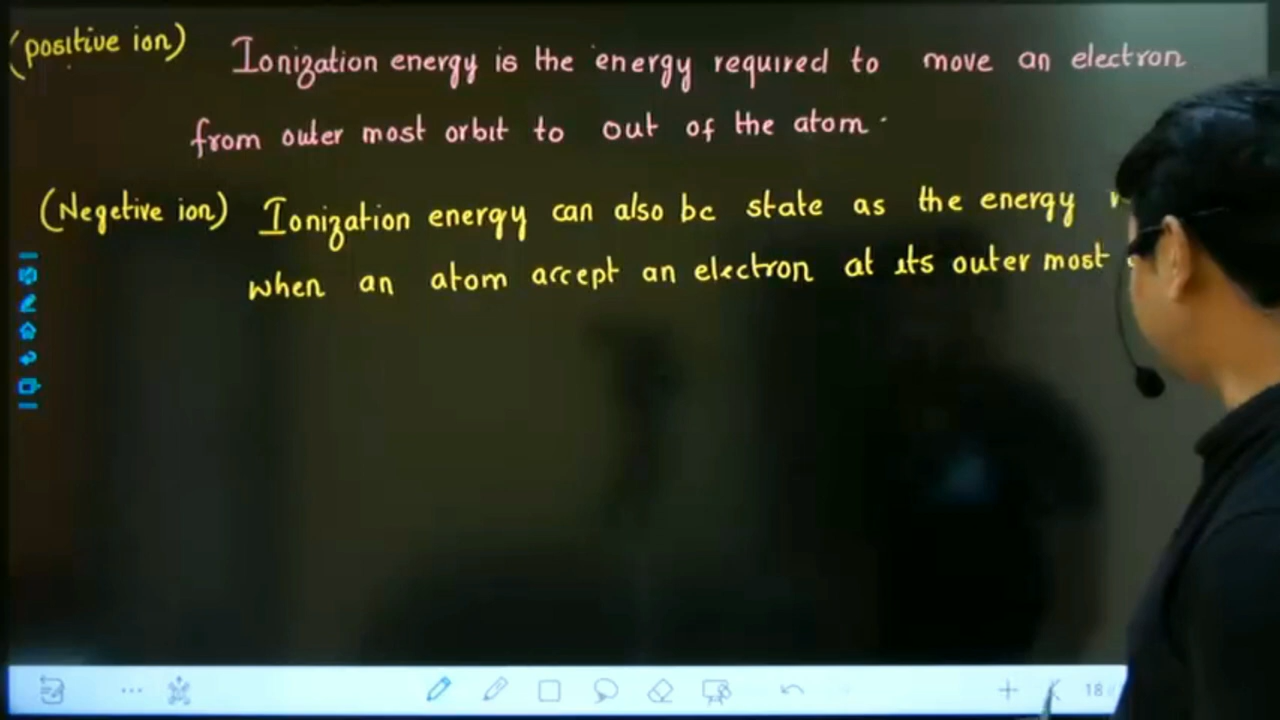 (positive ion) Ionization energy is the energy required to move an electron
from outer most orbit to out of the atom.
(Negetive ion) Ionization energy can also be state as the energy
when an atom accept an electron at its outer most
18